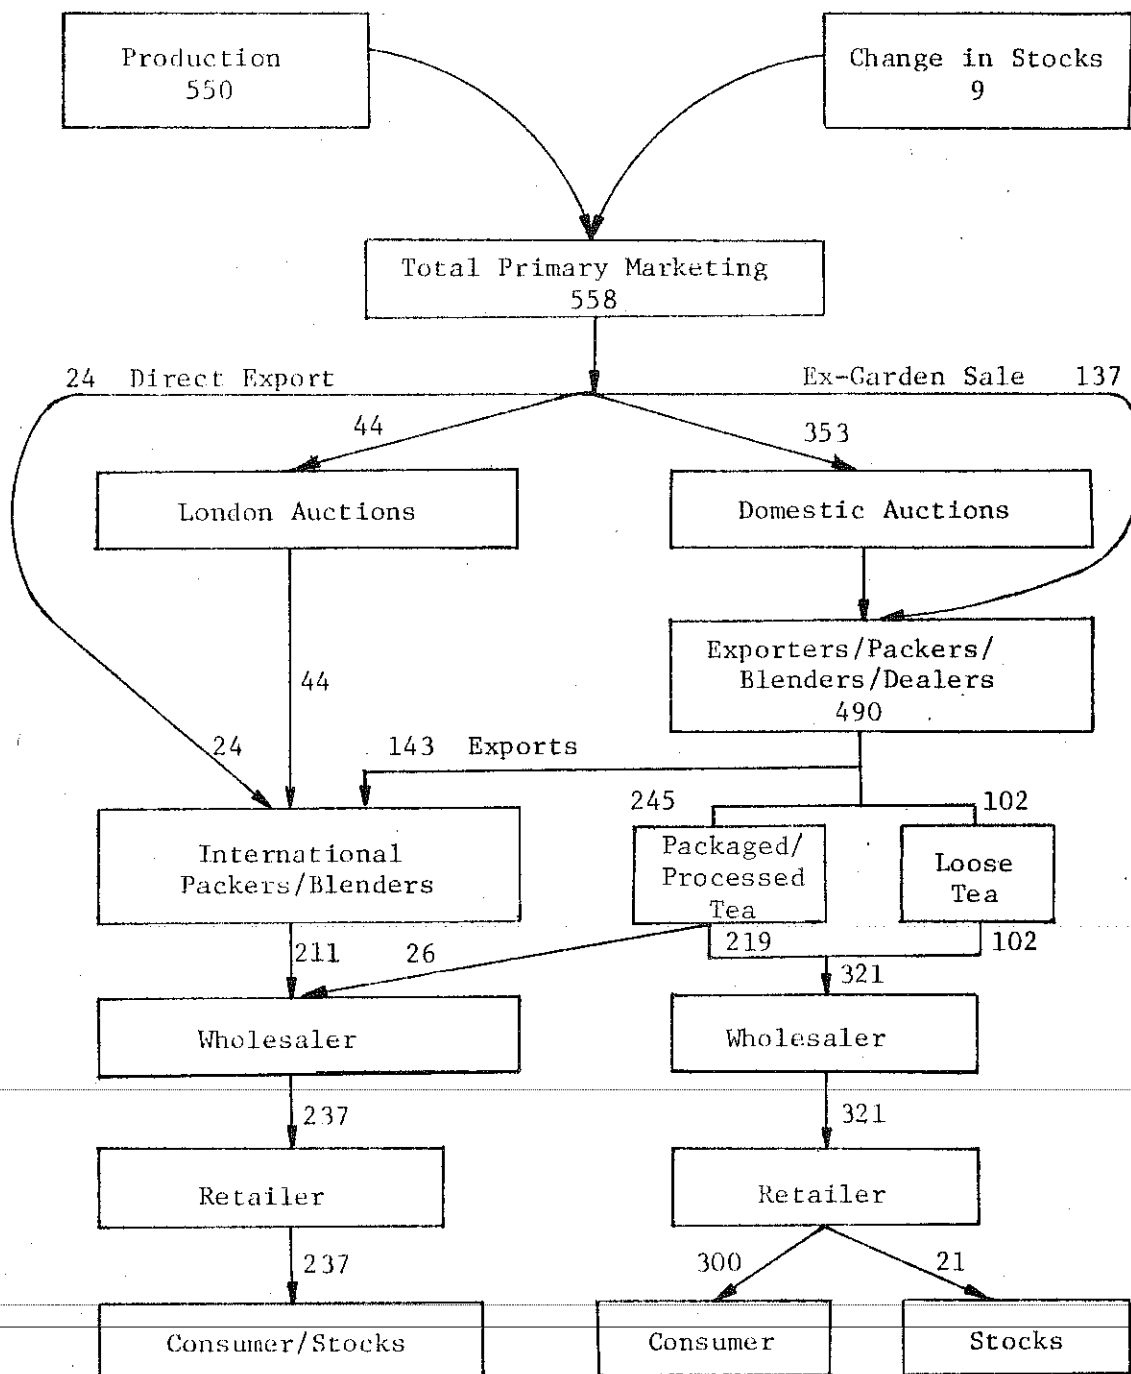 Production
550
Change in Stocks
9
Total Primary Marketing
558
24 Direct Export
Ex-Garden Sale 137
44
353
London Auctions
Domestic Auctions
Exporters/Packers/
Blenders/Dealers
490
44
24
143 Exports
245
102
International
Packers/Blenders
Packaged/
Processed
Tea
Loose
Tea
211
26
219
102
321
Wholesaler
Wholesaler
237
321
Retailer
Retailer
237
300
21
Consumer/Stocks
Consumer
Stocks